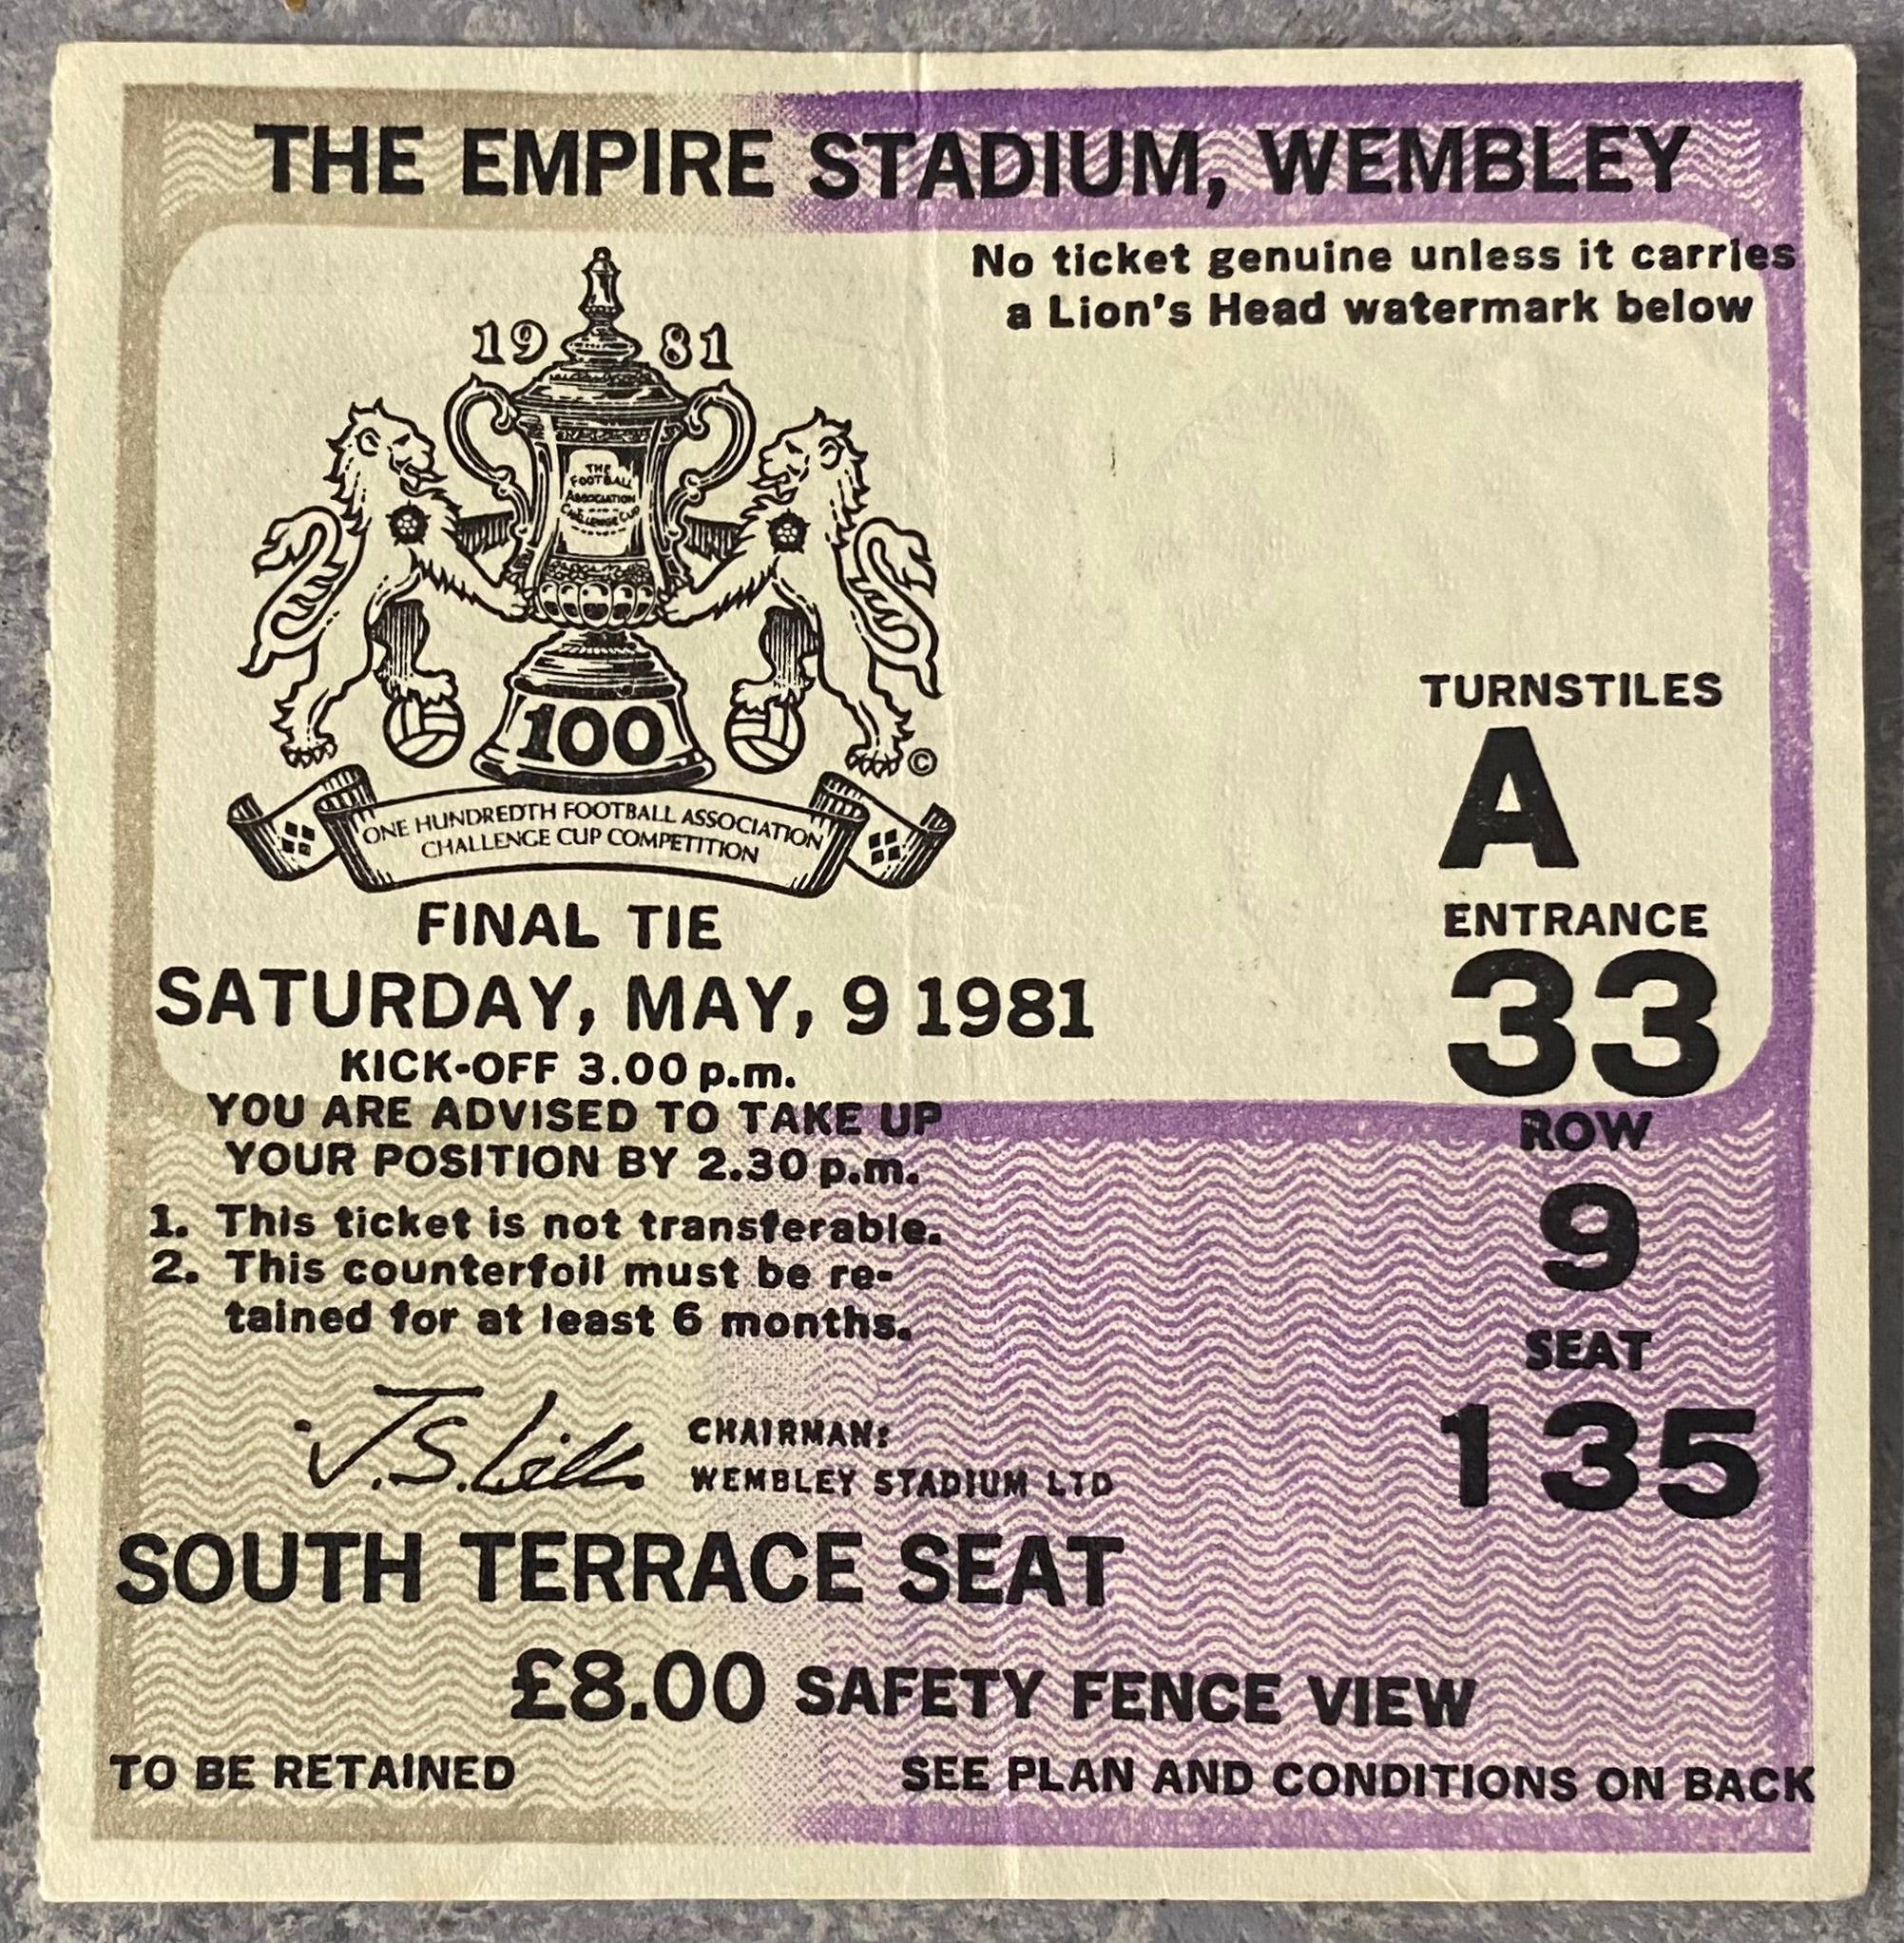 THE EMPIRE STADIUM, WEMBLEY
No ticket genuine unless it carries
a Lion's Head watermark below
19 81
THE
FOOTBALL
ASSOCIATION
CHALLENGE CUP
100
©
ONE HUNDREDTH FOOTBALL ASSOCIATION
CHALLENGE CUP COMPETITION
FINAL TIE
SATURDAY, MAY, 9 1981
KICK-OFF 3.00 p.m.
YOU ARE ADVISED TO TAKE UP
YOUR POSITION BY 2.30 p.m.
1. This ticket is not transferable.
2. This counterfoil must be re-
tained for at least 6 months.
CHAIRMAN:
WEMBLEY STADIUM LTD
TURNSTILES
A
ENTRANCE
33
ROW
9
SEAT
135
SOUTH TERRACE SEAT
£8.00 SAFETY FENCE VIEW
TO BE RETAINED
SEE PLAN AND CONDITIONS ON BACK